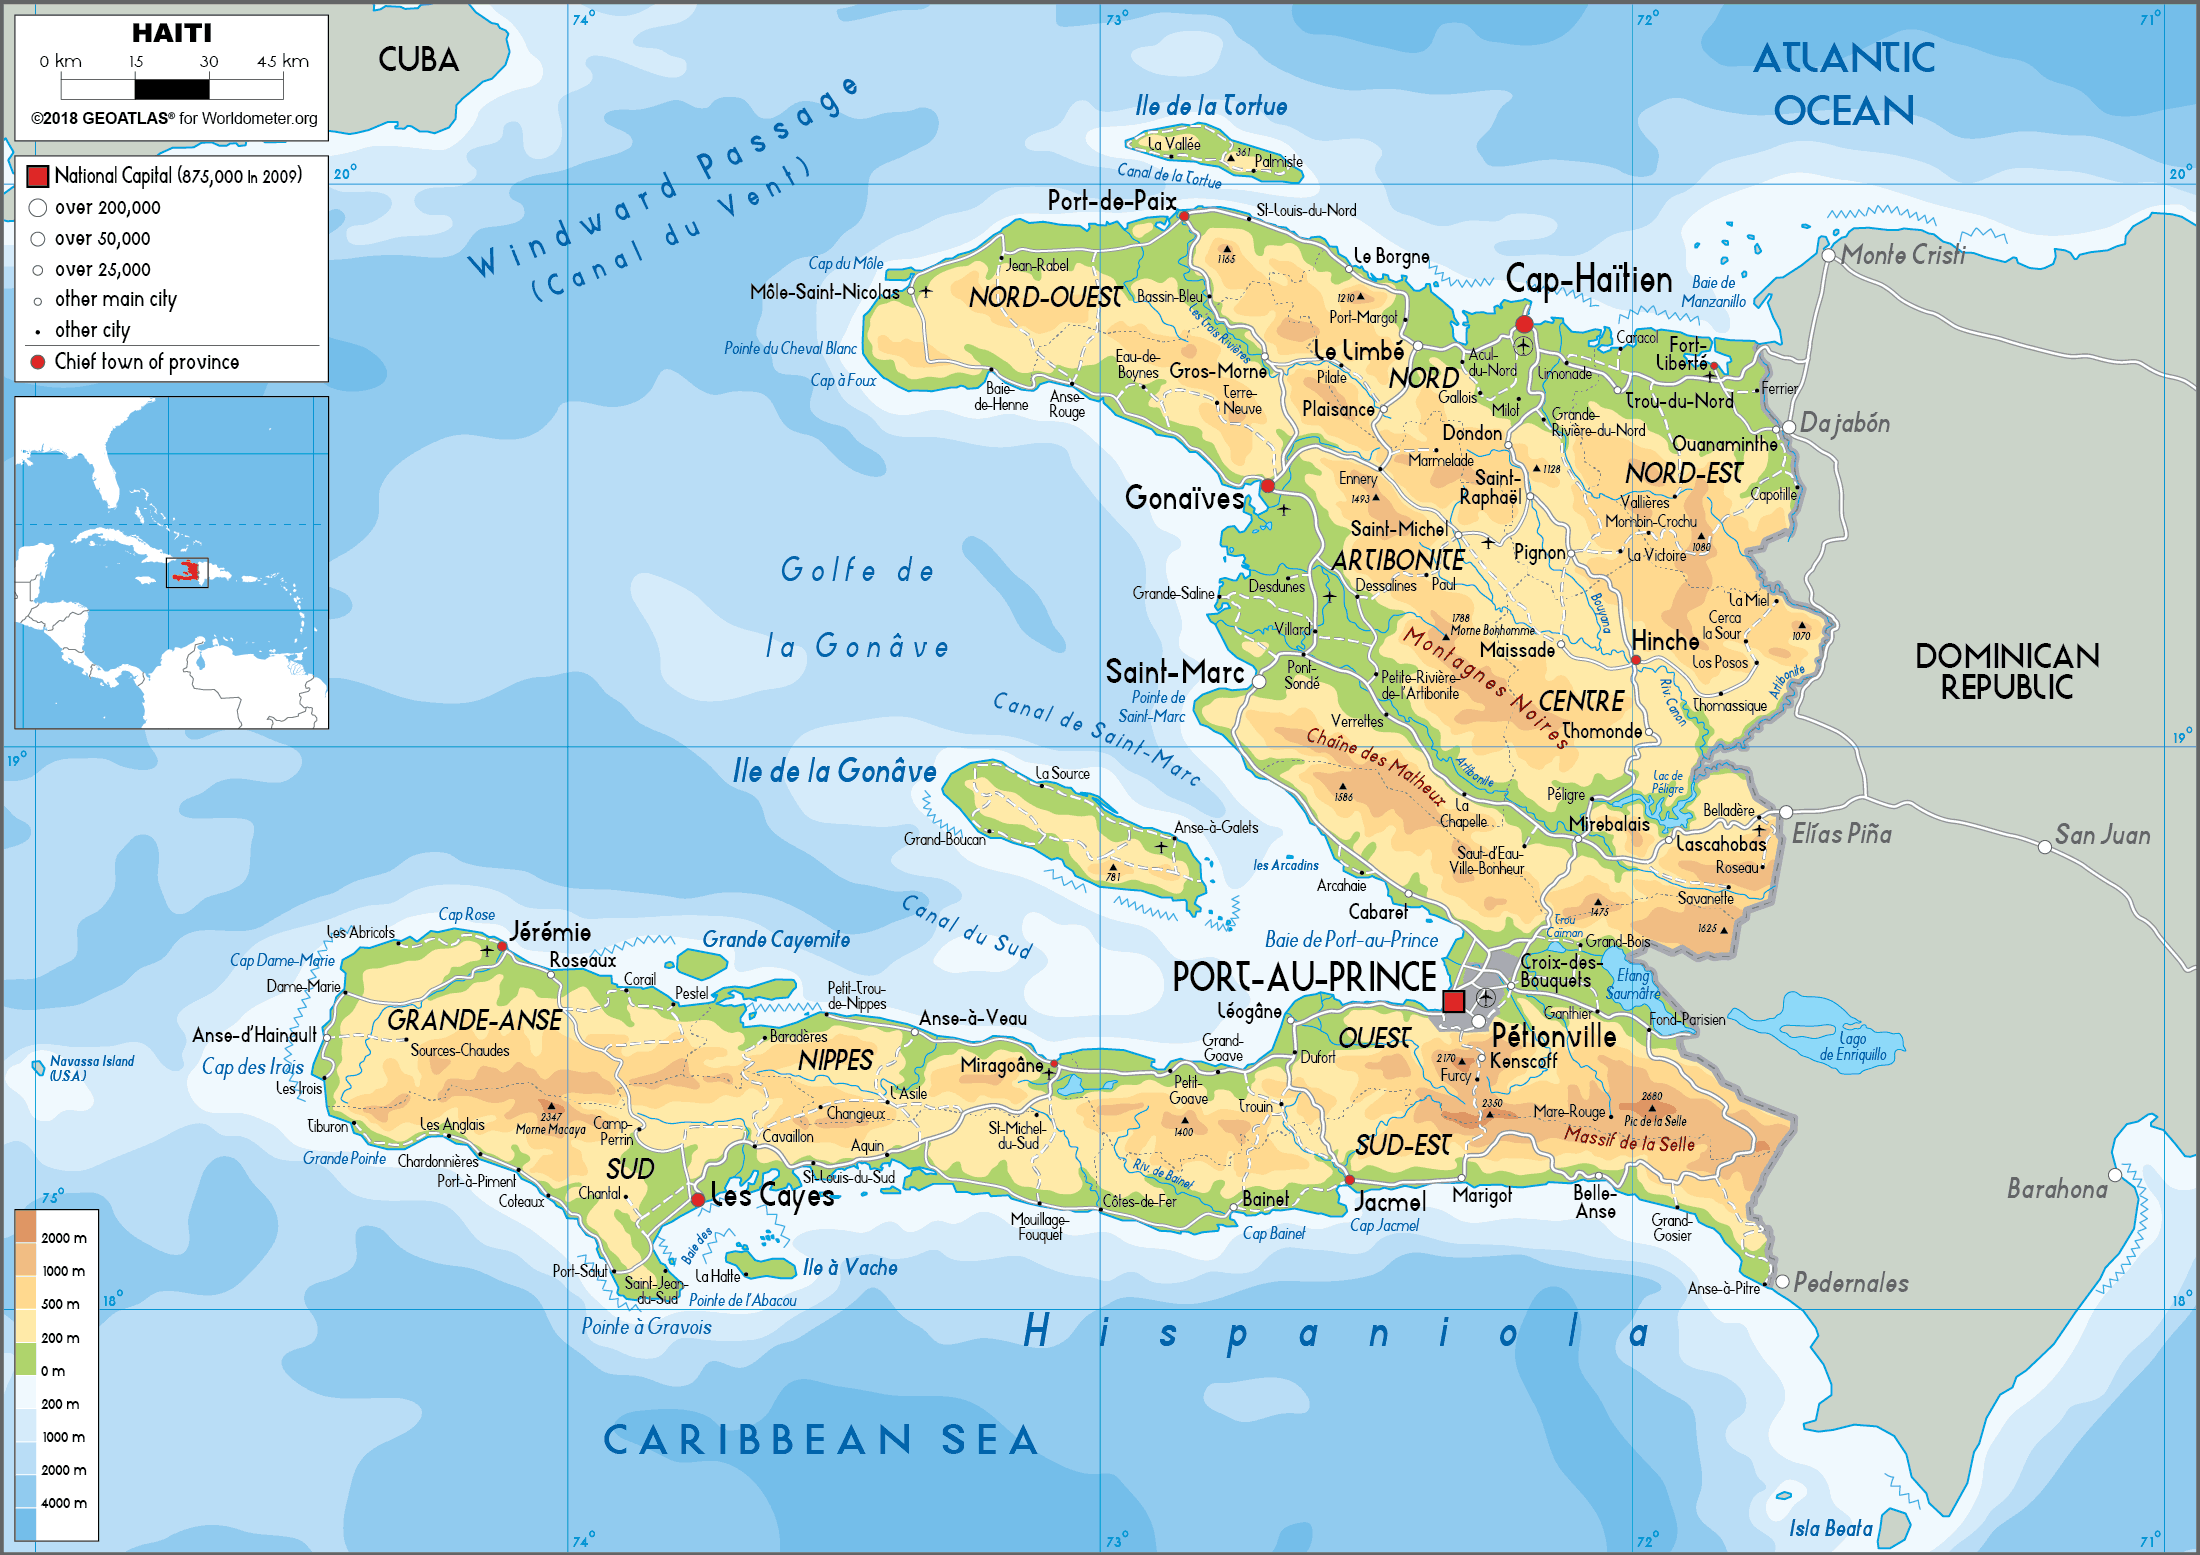 HAITI
0 km 15 30 45 km
©2018 GEOATLAS® for Worldometer.org
National Capital (875,000 In 2009)
over 200,000
over 50,000
over 25,000
other main city
other city
Chief town of province
2000 m
1000 m
500 m
200 m
0 m
200 m
1000 m
2000 m
4000 m
74°
73°
72°
71°
20°
20°
19°
19°
75°
18°
18°
74°
73°
72°
71°
CUBA
ATLANTIC
OCEAN
Windward Passage
(Canal du Vent)
Ile de la Tortue
La Vallée
361
Palmiste
Canal de la Tortue
Port-de-Paix
St-Louis-du-Nord
Le Borgne
Cap-Haïtien
Monte Cristi
Baie de
Manzanillo
Cap du Môle
Môle-Saint-Nicolas
Jean-Rabel
NORD-OUEST
Bassin-Bleu
1165
1210
Port-Margot
Les Trois Rivières
Pointe du Cheval Blanc
Cap à Foux
Baie-
de-Henne
Anse-
Rouge
Eau-de-
Boynes
Gros-Morne
Terre-
Neuve
Le Limbé
Pilate
NORD
Plaisance
Acul-
du-Nord
Gallois
Milot
Limonade
Caracol
Fort-
Liberté
Ferrier
Trou-du-Nord
Grande-
Rivière-du-Nord
Ouanaminthe
Dajabón
Dondon
Marmelade
Ennery
1493
Saint-
Raphaël
1128
NORD-EST
Vallières
Capotille
Mombin-Crochu
1080
La Victoire
Gonaïves
Saint-Michel
Pignon
ARTIBONITE
Dessalines
Paul
Desdunes
Grande-Saline
Golfe de
la Gonâve
Villard
Pont-
Sondé
Saint-Marc
Pointe de
Saint-Marc
Canal de Saint-Marc
1788
Morne Bonhomme
Montagnes Noires
Maissade
Bouyana
Hinche
La Miel
Cerca
la Sour
1070
Los Posos
Thomassique
Artibonite
Riv. Canon
CENTRE
Thomonde
Petite-Rivière-
de-l'Artibonite
Verrettes
Chaîne des Matheux
1586
Artibonite
La
Chapelle
Péligre
Lac de
Péligre
Mirebalais
Belladère
Lascahobas
Roseau
Savanette
Elías Piña
San Juan
DOMINICAN
REPUBLIC
Saut-d'Eau-
Ville-Bonheur
Ile de la Gonâve
La Source
Grand-Boucan
Anse-à-Galets
781
les Arcadins
Arcahaie
Cabaret
1475
1625
Canal du Sud
Baie de Port-au-Prince
Trou
Caïman
Grand-Bois
PORT-AU-PRINCE
Croix-des-
Bouquets
Etang
Saumâtre
Ganthier
Fond-Parisien
Lago
de Enriquillo
Pétionville
Léogâne
Grand-
Goave
Petit-
Goave
Dufort
OUEST
2170
Furcy
Kenscoff
2350
Mare-Rouge
2680
Pic de la Selle
Massif de la Selle
SUD-EST
Trouin
1400
Riv. de Bainet
Bainet
Cap Bainet
Jacmel
Cap Jacmel
Marigot
Belle-
Anse
Grand-
Gosier
Anse-à-Pitre
Pedernales
Barahona
Isla Beata
Les Abricots
Cap Rose
Jérémie
Roseaux
Cap Dame-Marie
Dame-Marie
Corail
Pestel
Grande Cayemite
Petit-Trou-
de-Nippes
Baradères
NIPPES
Anse-à-Veau
Miragoâne
Anse-d'Hainault
GRANDE-ANSE
Sources-Chaudes
Cap des Irois
Les Irois
Navassa Island
(U.S.A.)
Tiburon
Grande Pointe
Les Anglais
Chardonnières
Port-à-Piment
Coteaux
2347
Morne Macaya
Camp-
Perrin
SUD
Chantal
Cavaillon
Changieux
L'Asile
Aquin
St-Louis-du-Sud
St-Michel-
du-Sud
Mouillage-
Fouquet
Côtes-de-Fer
Les Cayes
Baie des
La Hatte
Ile à Vache
Port-Salut
Saint-Jean-
du-Sud
Pointe de l'Abacou
Pointe à Gravois
Hispaniola
CARIBBEAN SEA